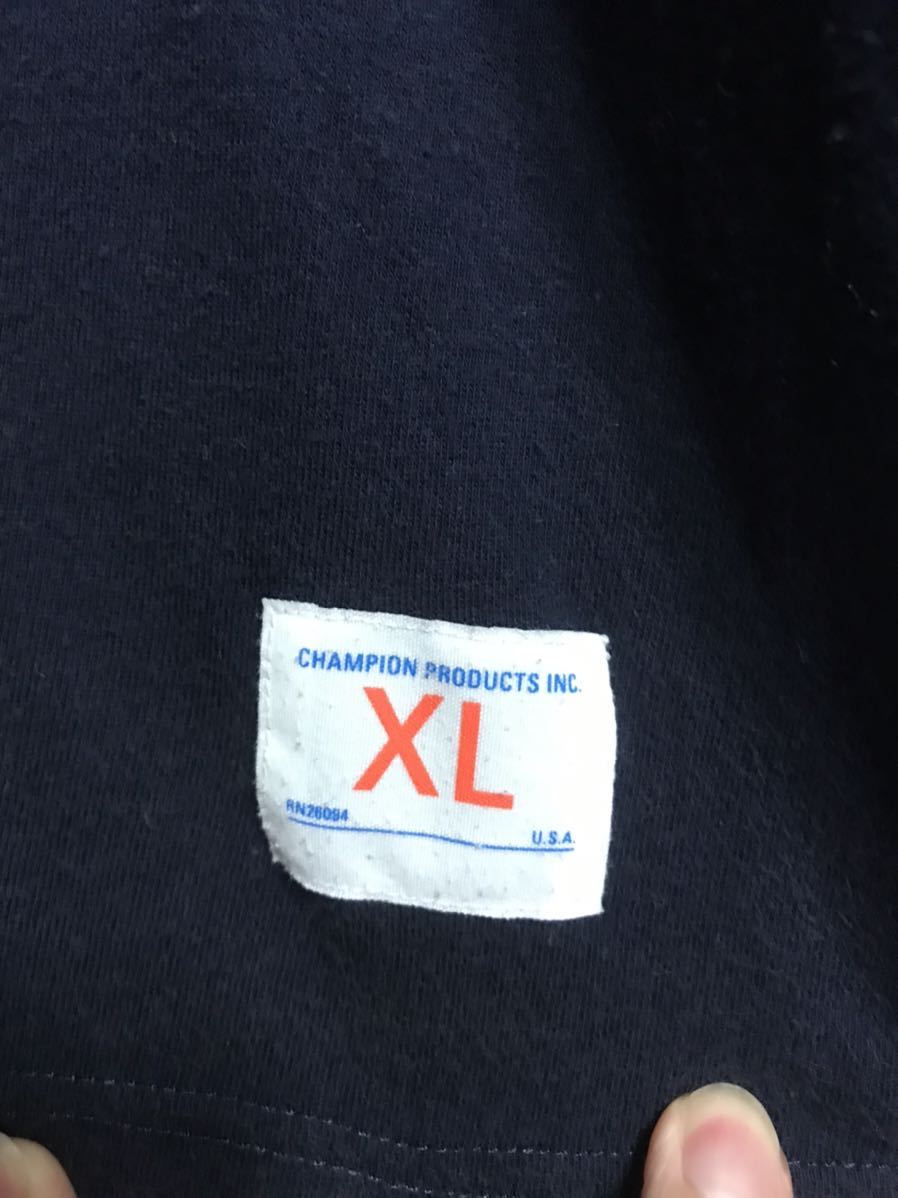 CHAMPION PRODUCTS INC.
XL
RN26094
U.S.A.